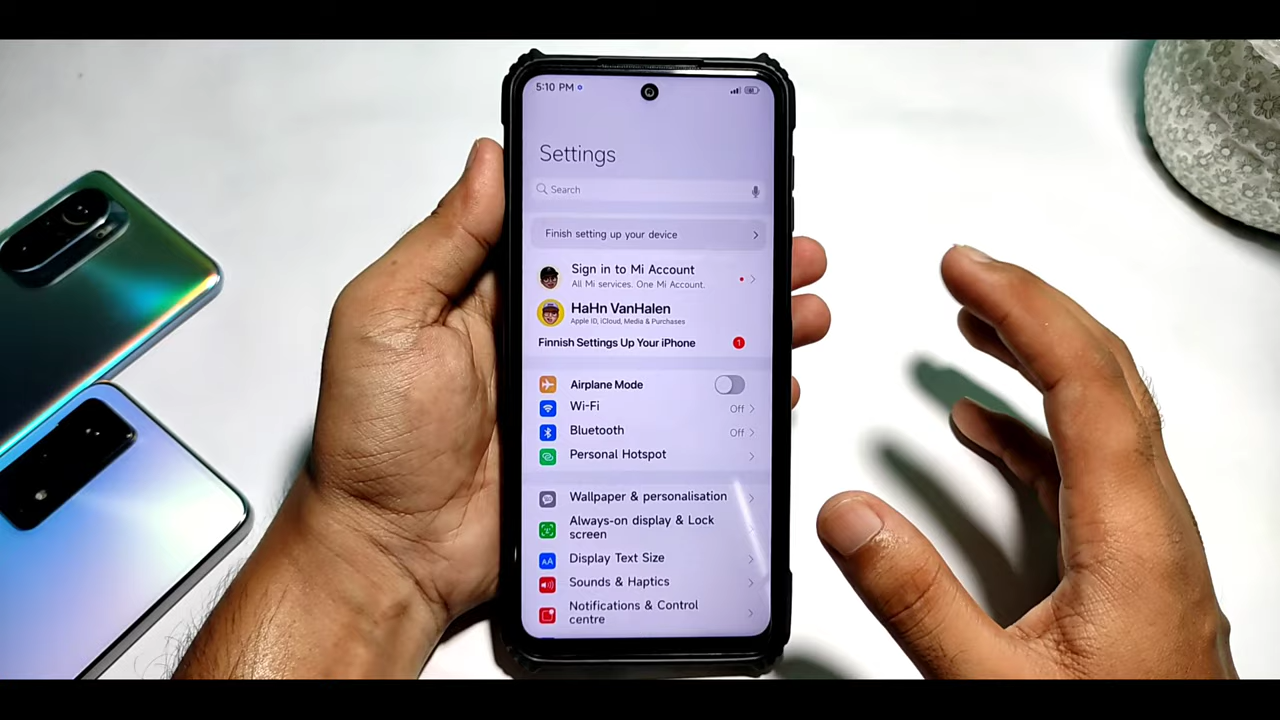 5:10 PM
Settings
Search
Finish setting up your device
Sign in to Mi Account
All Mi services. One Mi Account.
HaHn VanHalen
Apple ID, iCloud, Media & Purchases
Finnish Settings Up Your iPhone
1
Airplane Mode
Wi-Fi
Off
Bluetooth
Off
Personal Hotspot
Wallpaper & personalisation
Always-on display & Lock
screen
AA
Display Text Size
Sounds & Haptics
Notifications & Control
centre